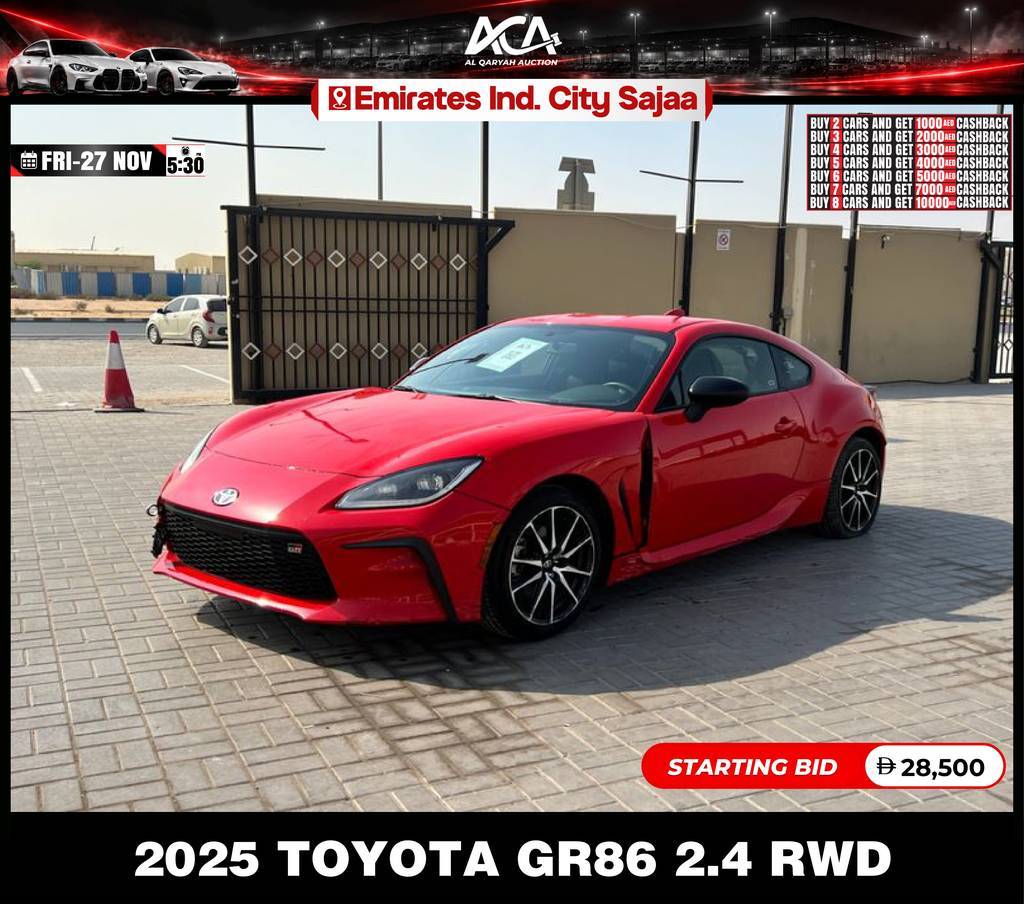 ACA
AL QARYAH AUCTION
Emirates Ind. City Sajaa
FRI-27 NOV 5:30
BUY 2 CARS AND GET 1000 AED CASHBACK
BUY 3 CARS AND GET 2000 AED CASHBACK
BUY 4 CARS AND GET 3000 AED CASHBACK
BUY 5 CARS AND GET 4000 AED CASHBACK
BUY 6 CARS AND GET 5000 AED CASHBACK
BUY 7 CARS AND GET 7000 AED CASHBACK
BUY 8 CARS AND GET 10000 AED CASHBACK
GR
STARTING BID 28,500
2025 TOYOTA GR86 2.4 RWD